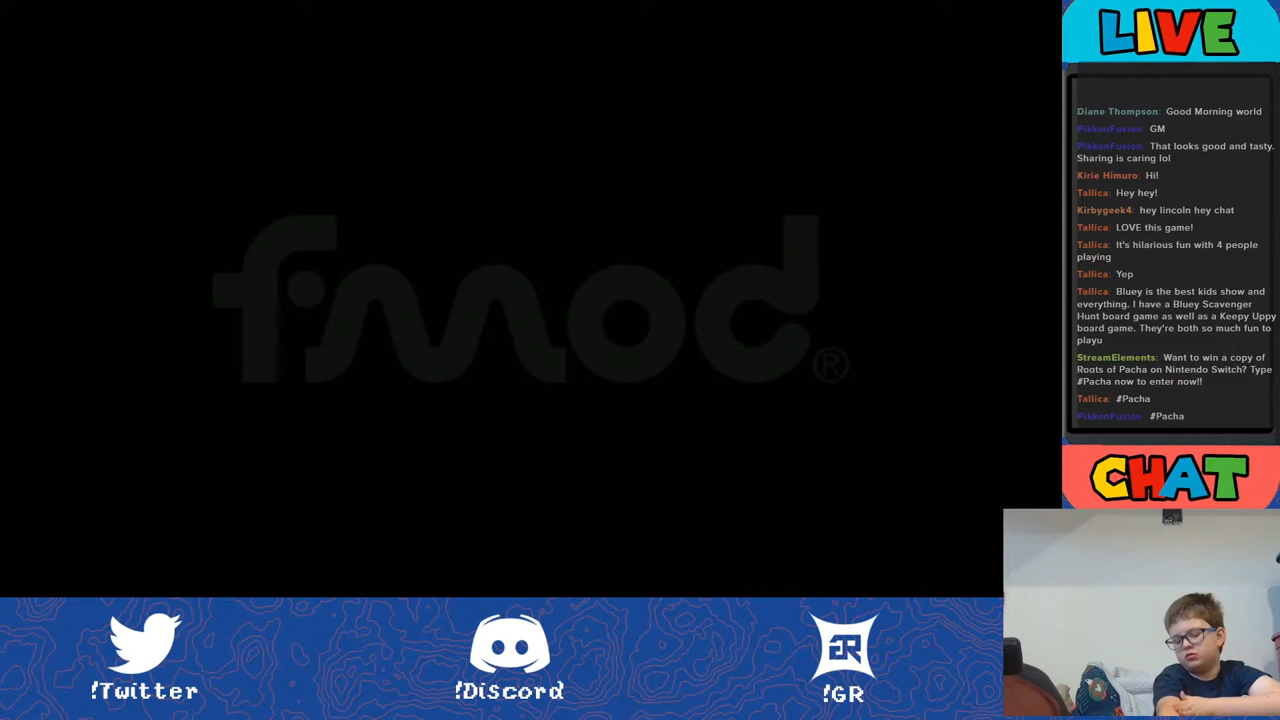 LIVE
Diane Thompson: Good Morning world
PikkonFusion GM
PikkonFusion That looks good and tasty.
Sharing is caring lol
Kirie Himuro: Hi!
Tallica: Hey hey!
Kirbygeek4: hey lincoln hey chat
Tallica: LOVE this game!
Tallica: It's hilarious fun with 4 people
playing
Tallica: Yep
Tallica: Bluey is the best kids show and
everything. I have a Bluey Scavenger
Hunt board game as well as a Keepy Uppy
board game. They're both so much fun to
playu
StreamElements: Want to win a copy of
Roots of Pacha on Nintendo Switch? Type
#Pacha now to enter now!!
Tallica: #Pacha
PikkonFusion #Pacha
fmod®
CHAT
!Twitter
!Discord
GR
!GR